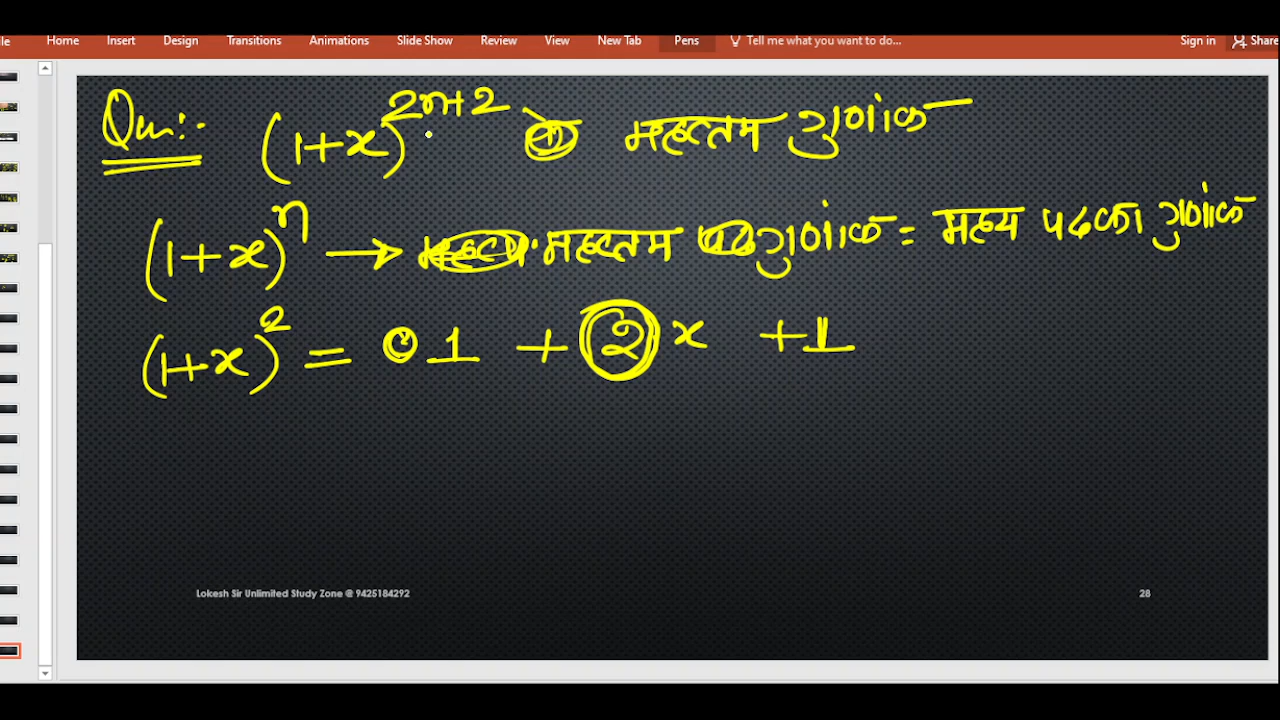 Home Insert Design Transitions Animations Slide Show Review View New Tab Pens Tell me what you want to do... Sign in Share
Qus:- (1+x)^{2n+2} के महत्तम गुणांक
(1+x)^n → महत्तम गुणांक = मध्य पद का गुणांक
(1+x)^2 = 1 + 2x + 1
Lokesh Sir Unlimited Study Zone @ 9425184292 28